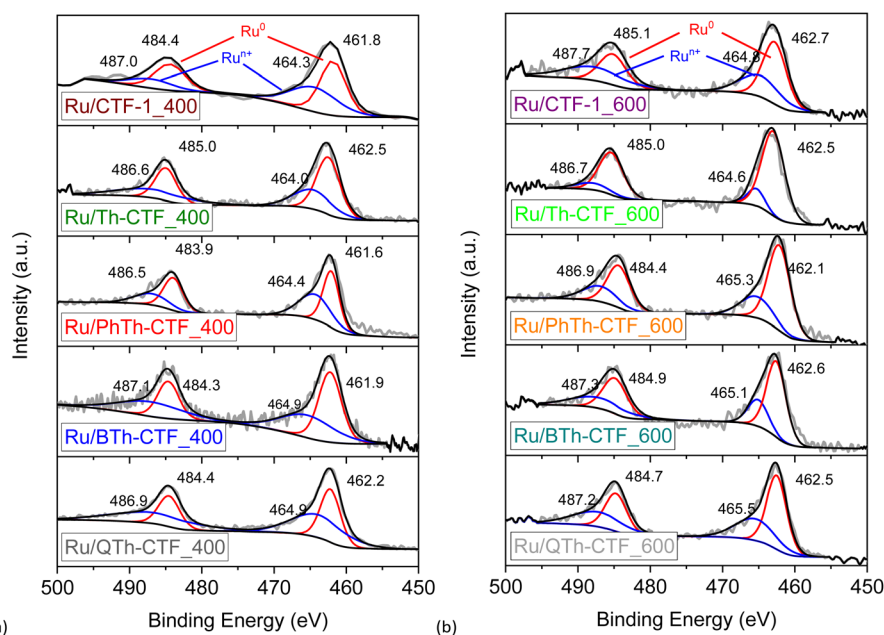 487.0
484.4
Ru⁰
461.8
Ruⁿ⁺
464.3
Ru/CTF-1_400
486.6
485.0
464.0
462.5
Ru/Th-CTF_400
486.5
483.9
464.4
461.6
Ru/PhTh-CTF_400
487.1
484.3
464.9
461.9
Ru/BTh-CTF_400
486.9
484.4
464.9
462.2
Ru/QTh-CTF_400
Intensity (a.u.)
500 490 480 470 460 450
Binding Energy (eV)
487.7
485.1
Ru⁰
462.7
Ruⁿ⁺
464.8
Ru/CTF-1_600
486.7
485.0
464.6
462.5
Ru/Th-CTF_600
486.9
484.4
465.3
462.1
Ru/PhTh-CTF_600
487.3
484.9
465.1
462.6
Ru/BTh-CTF_600
487.2
484.7
465.5
462.5
Ru/QTh-CTF_600
Intensity (a.u.)
500 490 480 470 460 450
(b)
Binding Energy (eV)